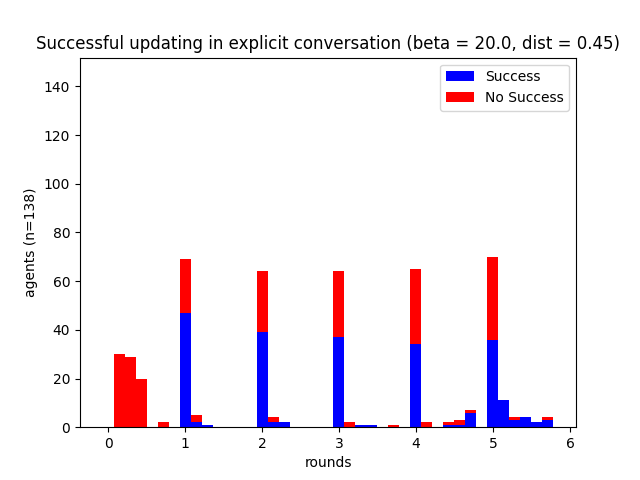 Successful updating in explicit conversation (beta = 20.0, dist = 0.45)
Success
No Success
140
120
100
80
60
40
20
0
agents (n=138)
0 1 2 3 4 5 6
rounds